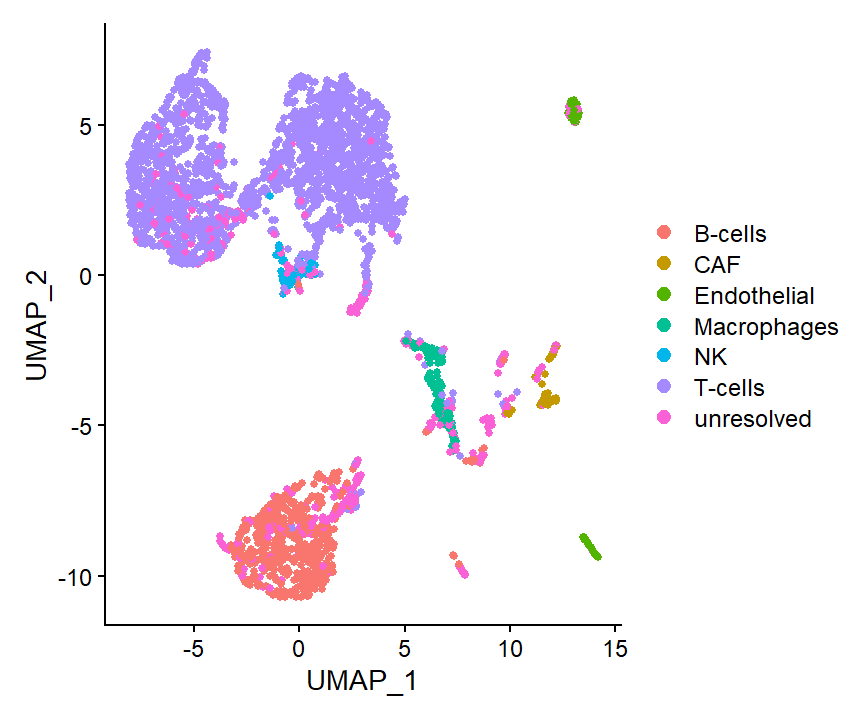 UMAP_2
5
0
-5
-10
-5
0
5
10
15
UMAP_1
B-cells
CAF
Endothelial
Macrophages
NK
T-cells
unresolved